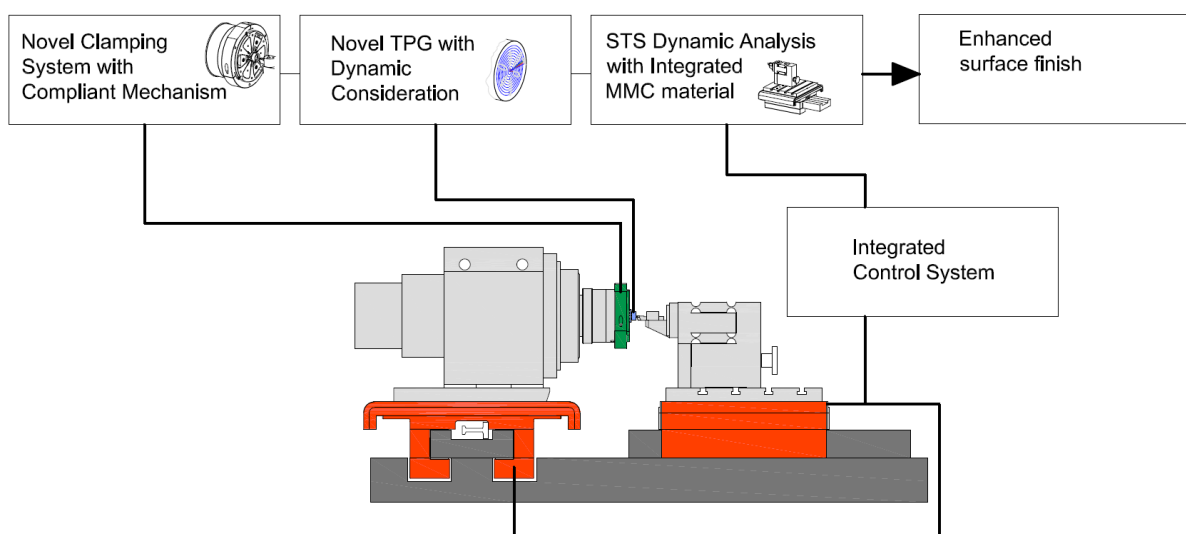 Novel Clamping
System with
Compliant Mechanism
Novel TPG with
Dynamic
Consideration
STS Dynamic Analysis
with Integrated
MMC material
Enhanced
surface finish
Integrated
Control System